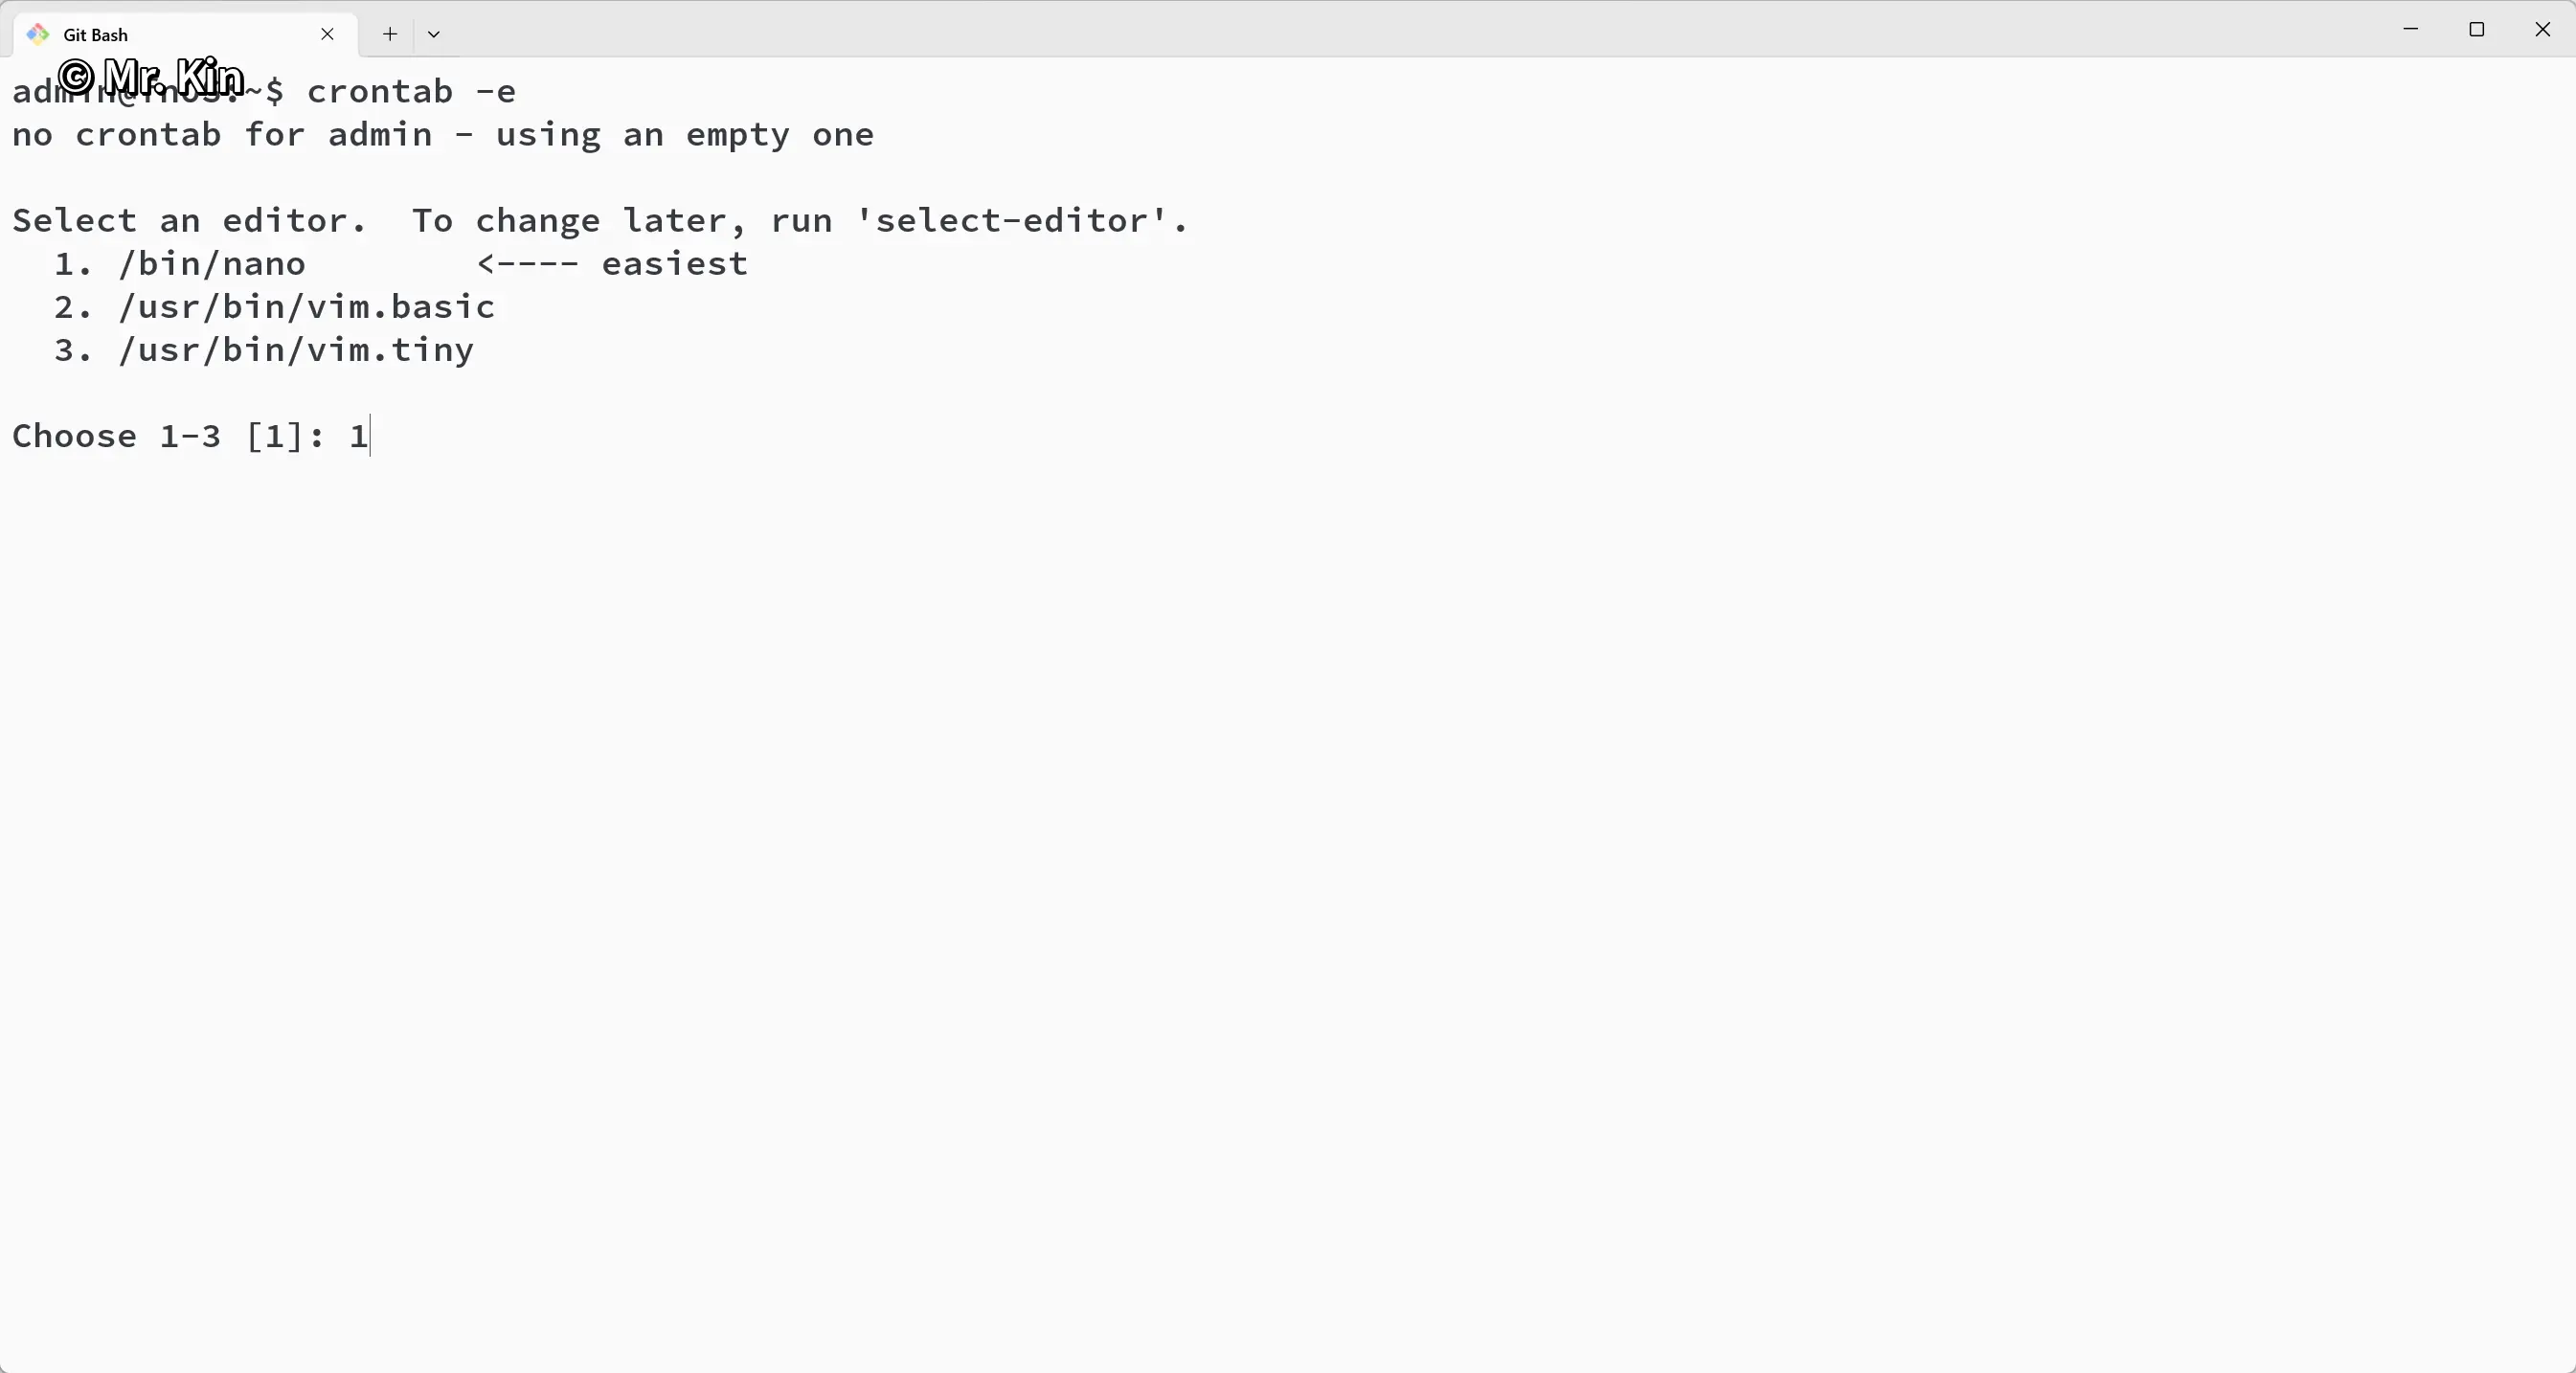 Git Bash
© Mr. Kin
admin@fnos:~$ crontab -e
no crontab for admin - using an empty one
Select an editor.  To change later, run 'select-editor'.
  1. /bin/nano        <---- easiest
  2. /usr/bin/vim.basic
  3. /usr/bin/vim.tiny
Choose 1-3 [1]: 1